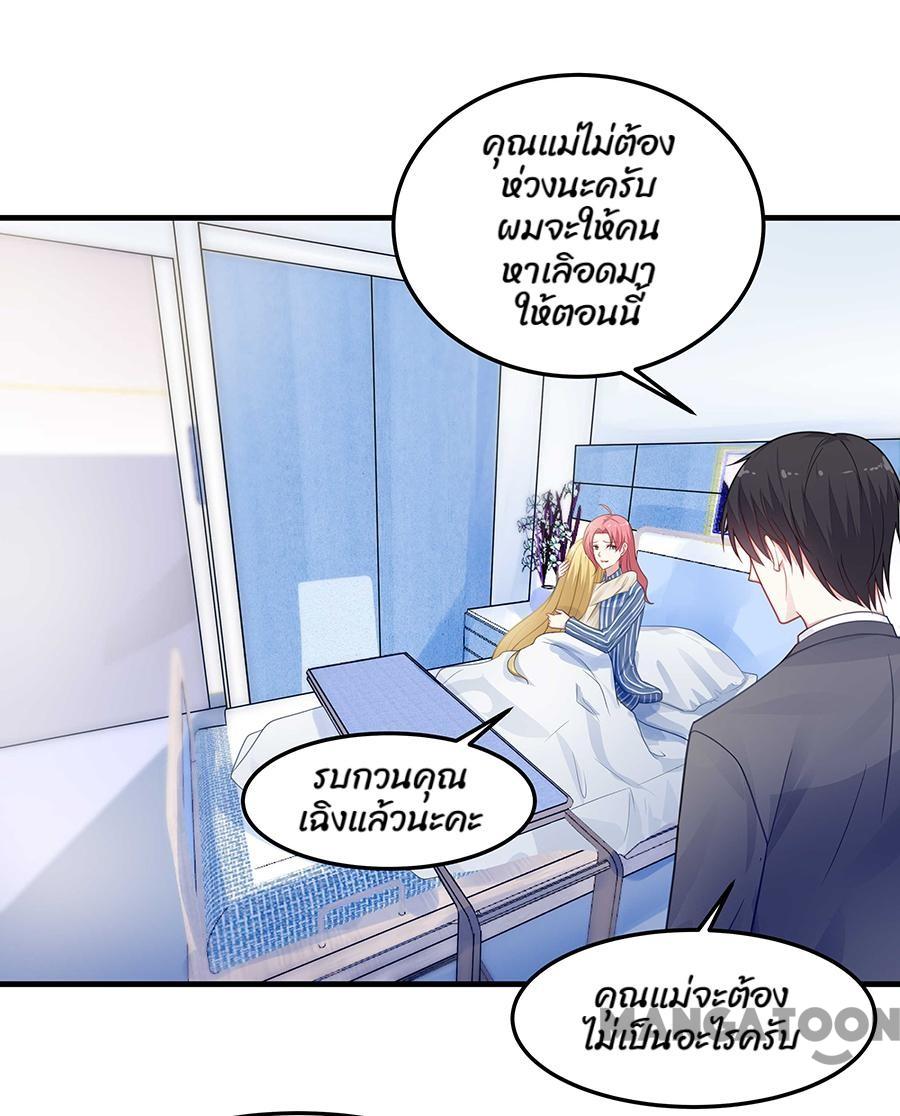 คุณแม่ไม่ต้อง
ห่วงนะครับ
ผมจะให้คน
หาเลือดมา
ให้ตอนนี้
รบกวนคุณ
เฉิงแล้วนะคะ
คุณแม่จะต้อง
ไม่เป็นอะไรครับ
MANGATOON